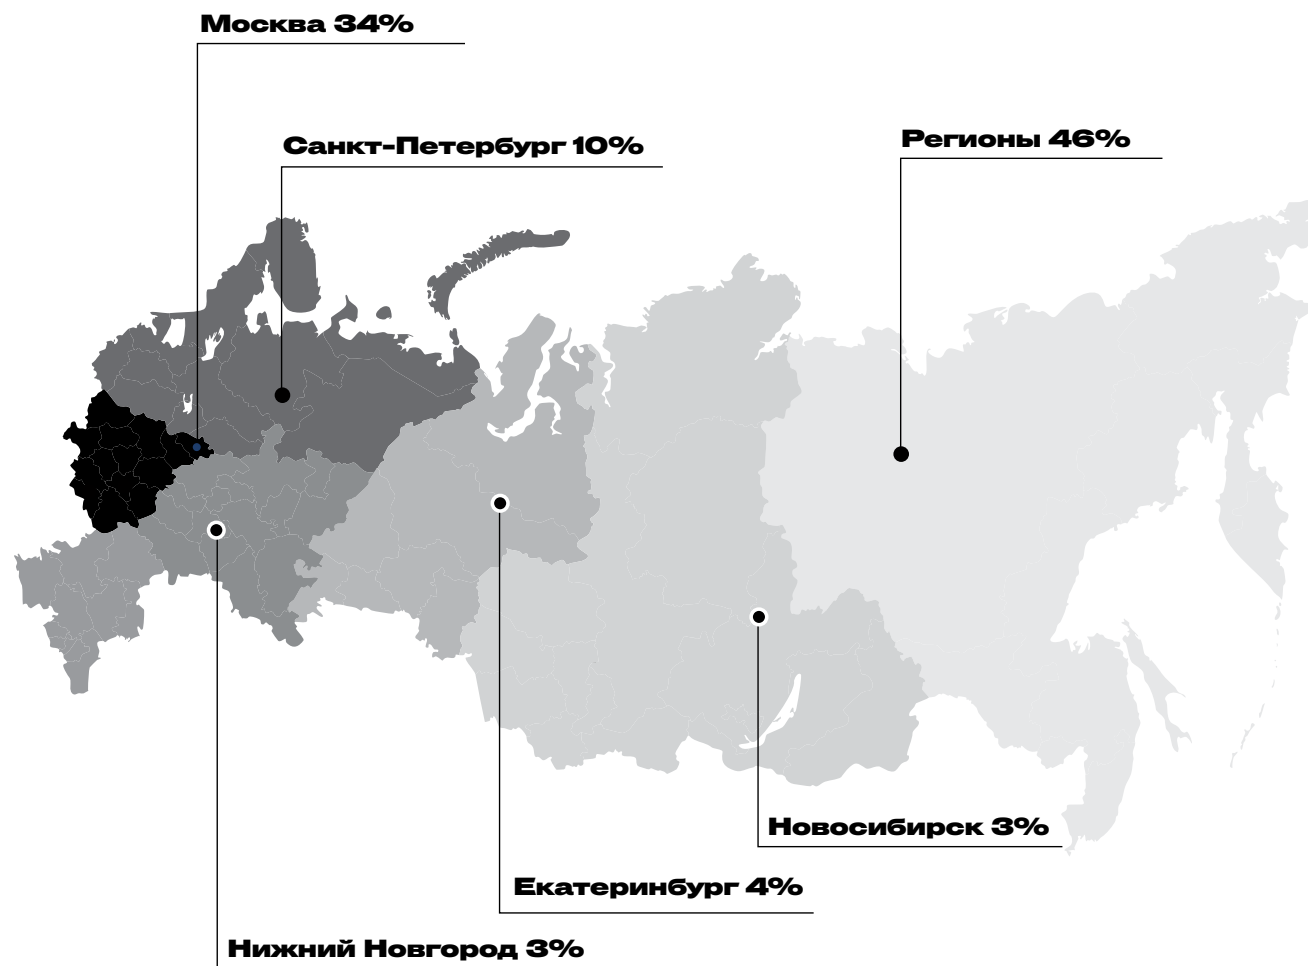 Москва 34%
Санкт-Петербург 10%
Регионы 46%
Новосибирск 3%
Екатеринбург 4%
Нижний Новгород 3%